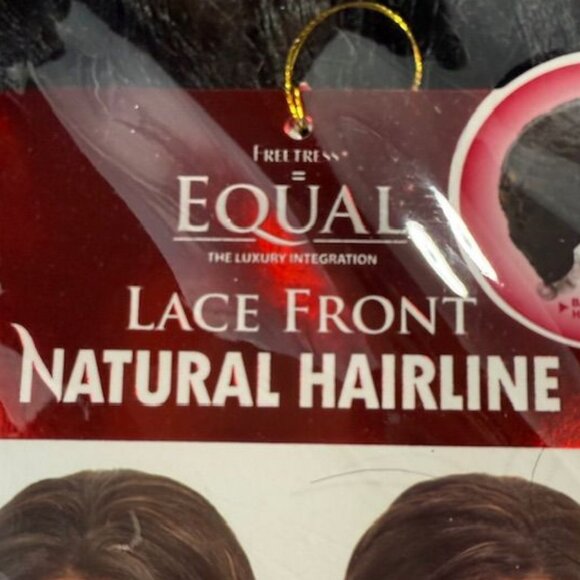 FREETRESS
=
EQUAL
THE LUXURY INTEGRATION
LACE FRONT
NATURAL HAIRLINE